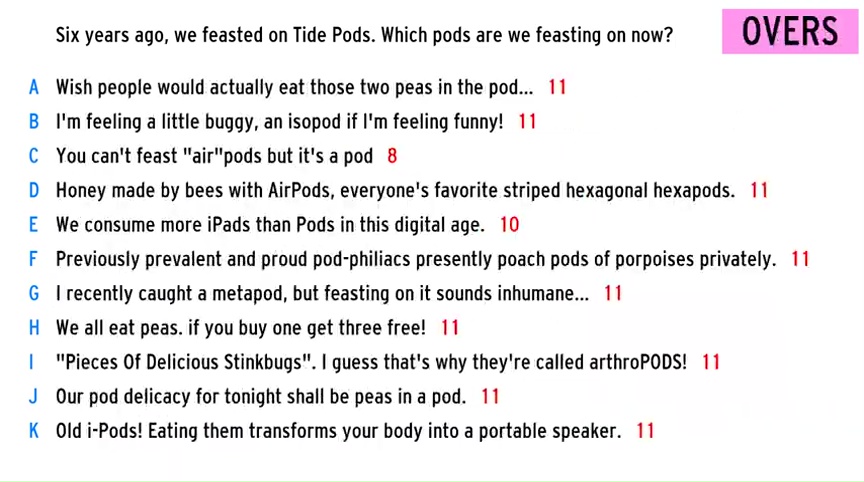 Six years ago, we feasted on Tide Pods. Which pods are we feasting on now?
OVERS
A Wish people would actually eat those two peas in the pod... 11
B I'm feeling a little buggy, an isopod if I'm feeling funny! 11
C You can't feast "air"pods but it's a pod 8
D Honey made by bees with AirPods, everyone's favorite striped hexagonal hexapods. 11
E We consume more iPads than Pods in this digital age. 10
F Previously prevalent and proud pod-philiacs presently poach pods of porpoises privately. 11
G I recently caught a metapod, but feasting on it sounds inhumane... 11
H We all eat peas. if you buy one get three free! 11
I "Pieces Of Delicious Stinkbugs". I guess that's why they're called arthroPODS! 11
J Our pod delicacy for tonight shall be peas in a pod. 11
K Old i-Pods! Eating them transforms your body into a portable speaker. 11